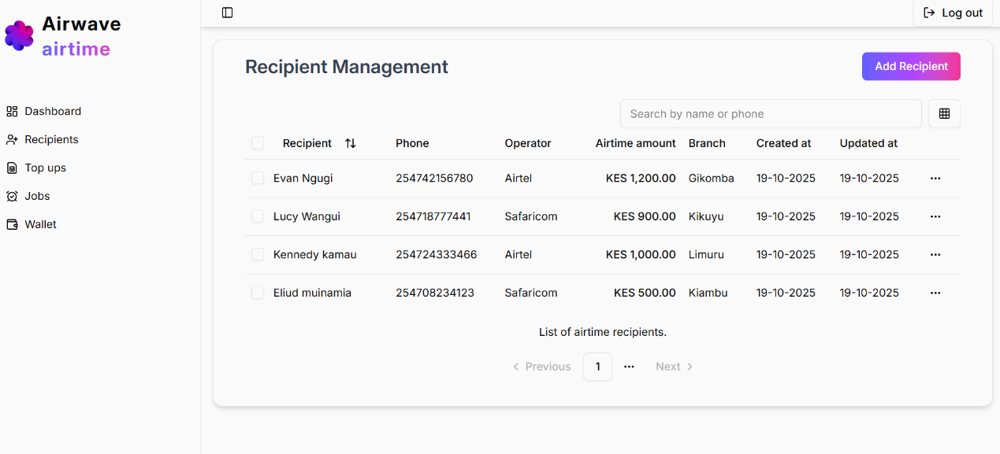 Airwave
airtime
Log out
Dashboard
Recipients
Top ups
Jobs
Wallet
Recipient Management
Add Recipient
Search by name or phone
Recipient Phone Operator Airtime amount Branch Created at Updated at
Evan Ngugi 254742156780 Airtel KES 1,200.00 Gikomba 19-10-2025 19-10-2025
Lucy Wangui 254718777441 Safaricom KES 900.00 Kikuyu 19-10-2025 19-10-2025
Kennedy kamau 254724333466 Airtel KES 1,000.00 Limuru 19-10-2025 19-10-2025
Eliud muinamia 254708234123 Safaricom KES 500.00 Kiambu 19-10-2025 19-10-2025
List of airtime recipients.
Previous 1 ... Next